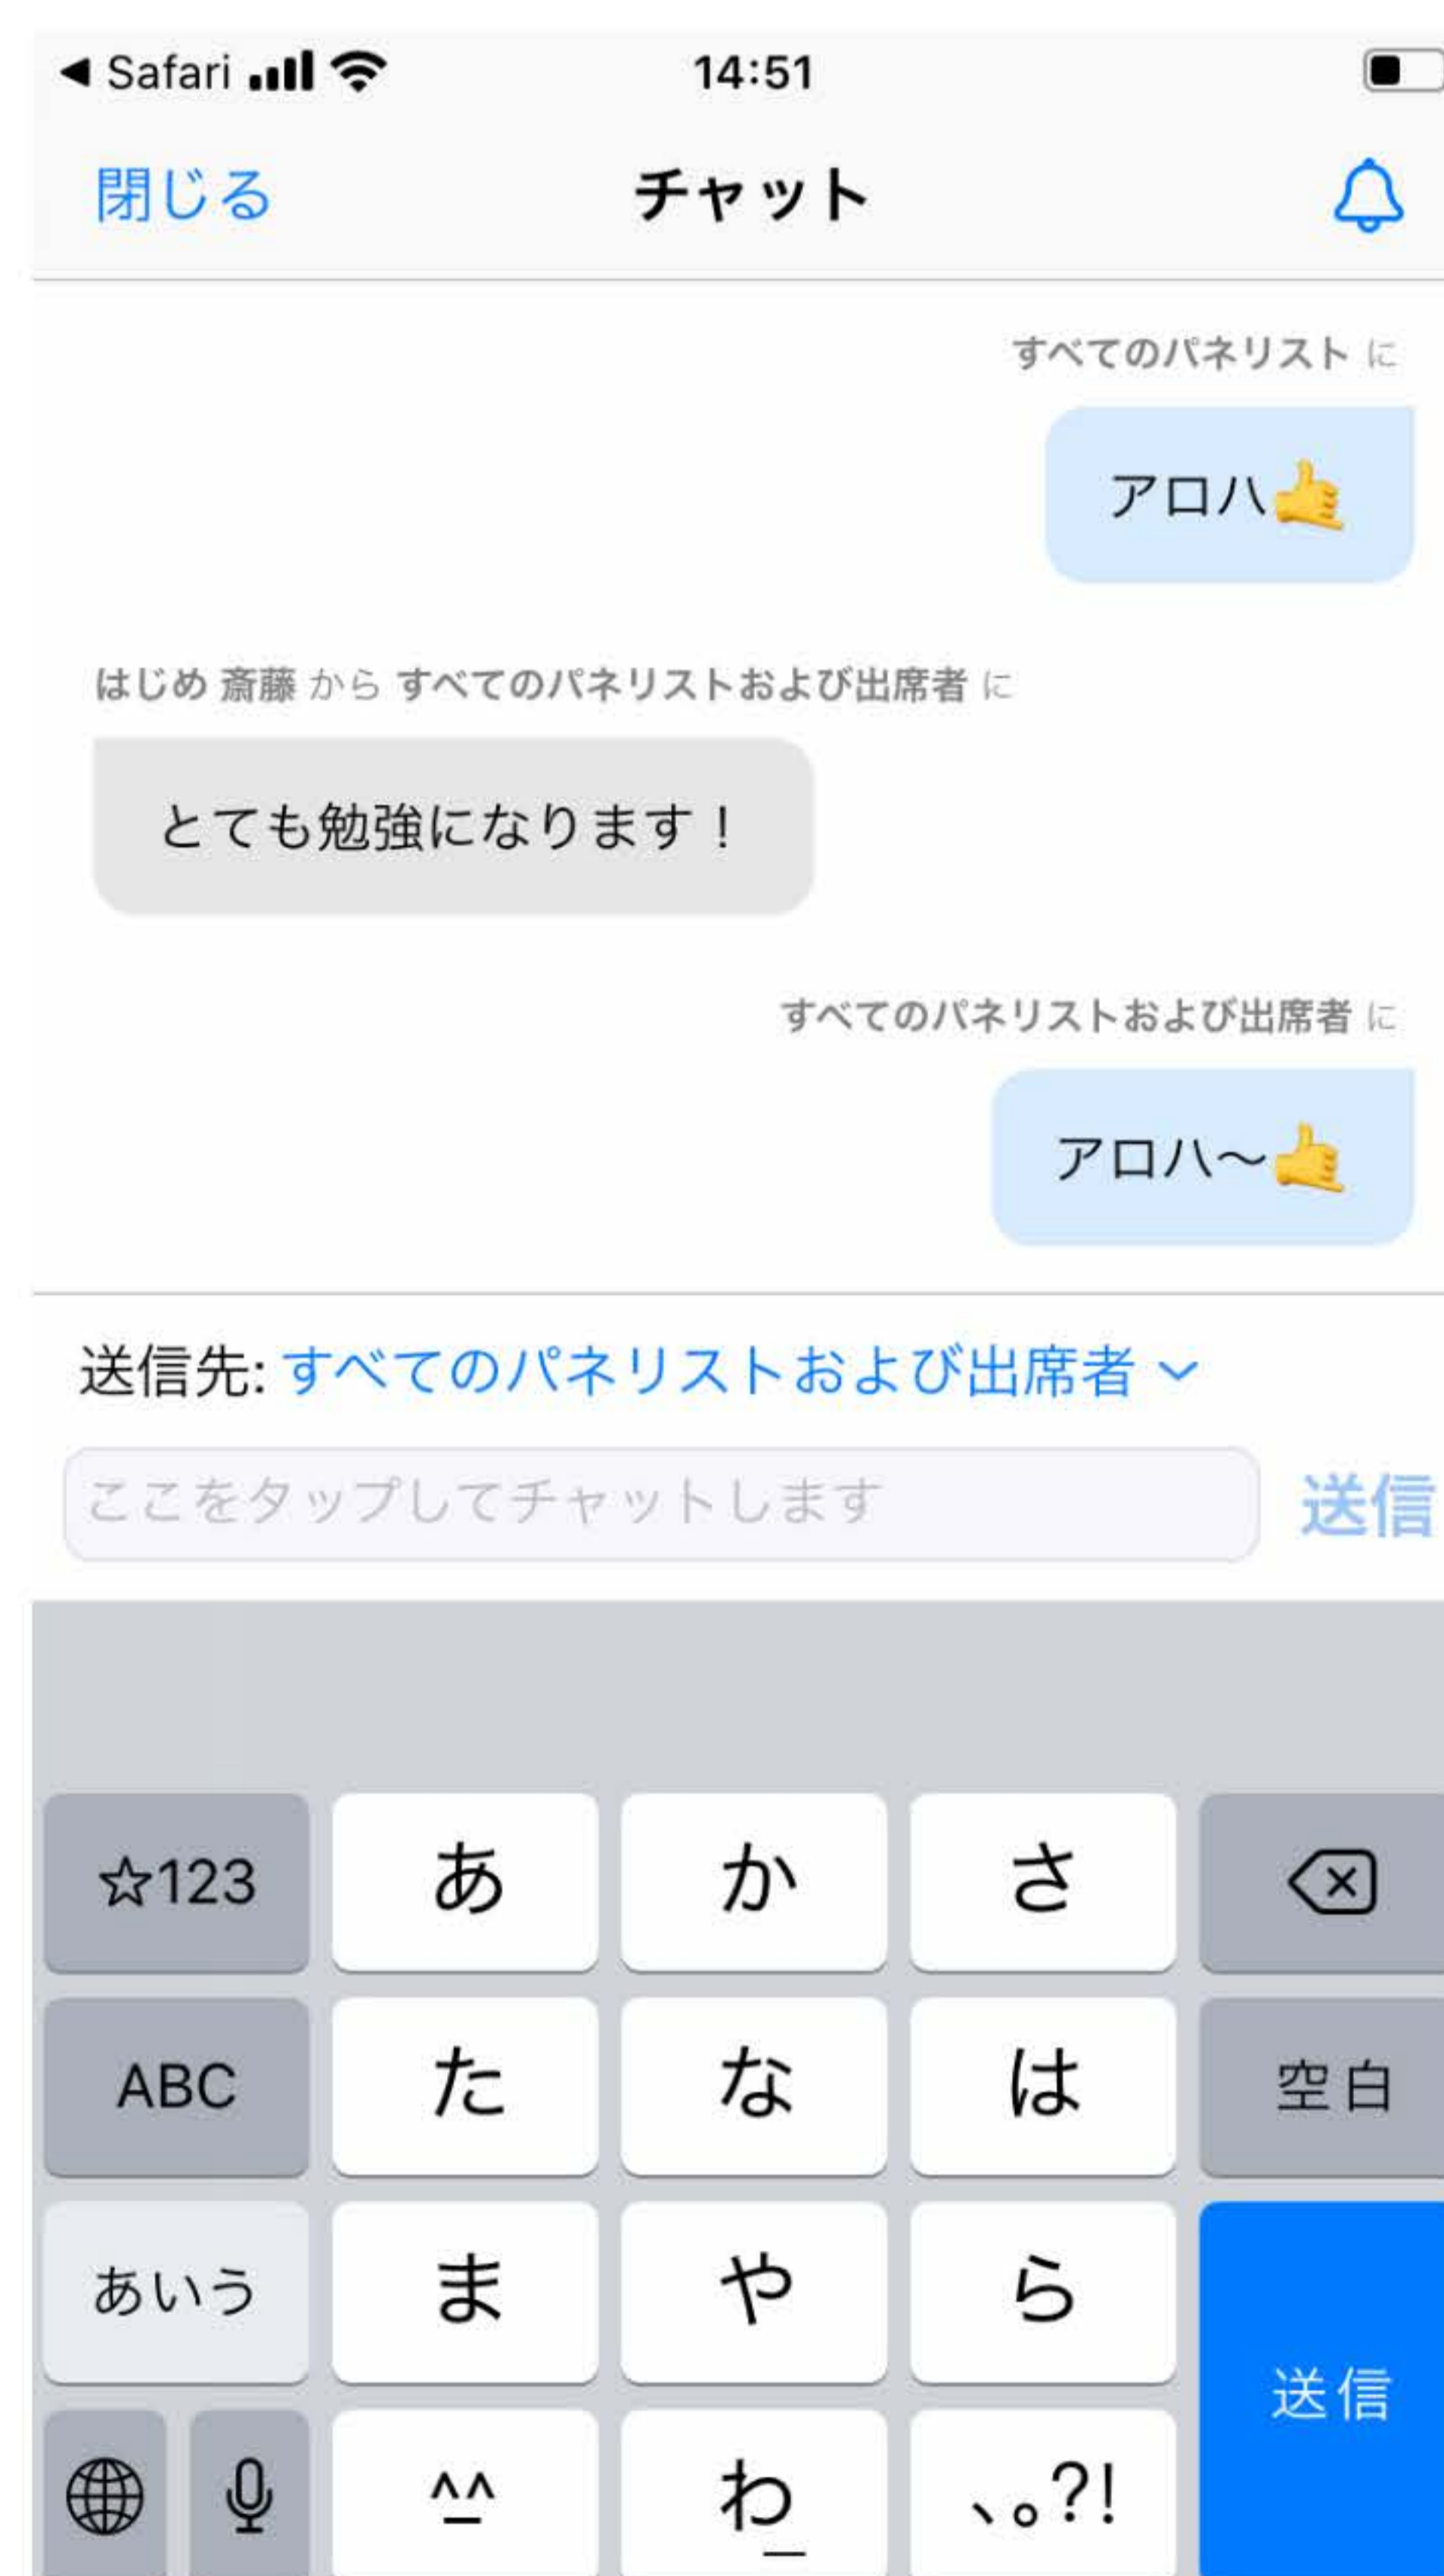 Safari 14:51
閉じる チャット
すべてのパネリスト に
アロハ🤙
はじめ 斎藤 から すべてのパネリストおよび出席者 に
とても勉強になります！
すべてのパネリストおよび出席者 に
アロハ〜🤙
送信先: すべてのパネリストおよび出席者
ここをタップしてチャットします 送信
☆123 あ か さ
ABC た な は 空白
あいう ま や ら
送信
^^ わ 、。?!